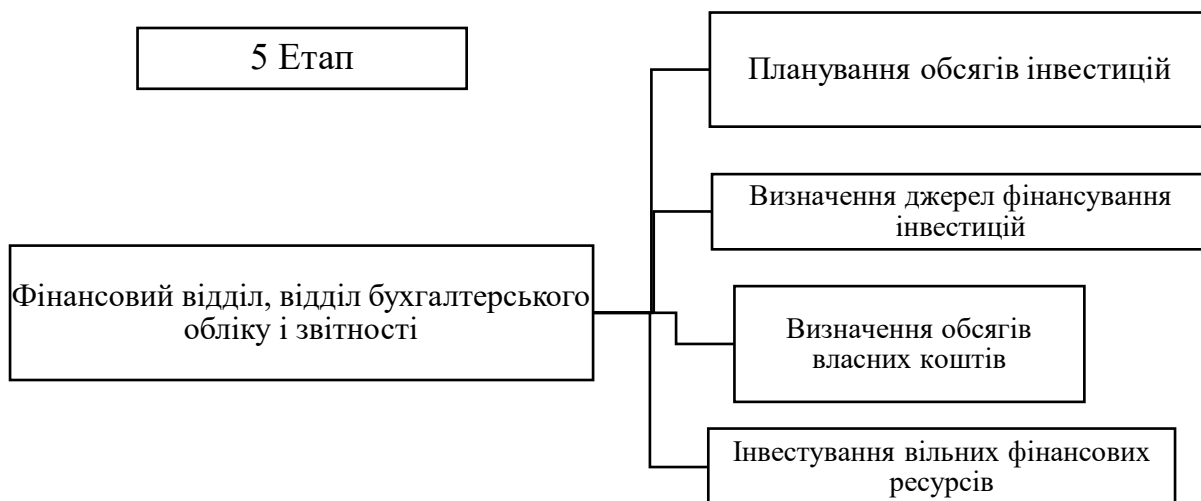 5 Етап
Фінансовий відділ, відділ бухгалтерського
обліку і звітності
Планування обсягів інвестицій
Визначення джерел фінансування
інвестицій
Визначення обсягів
власних коштів
Інвестування вільних фінансових
ресурсів